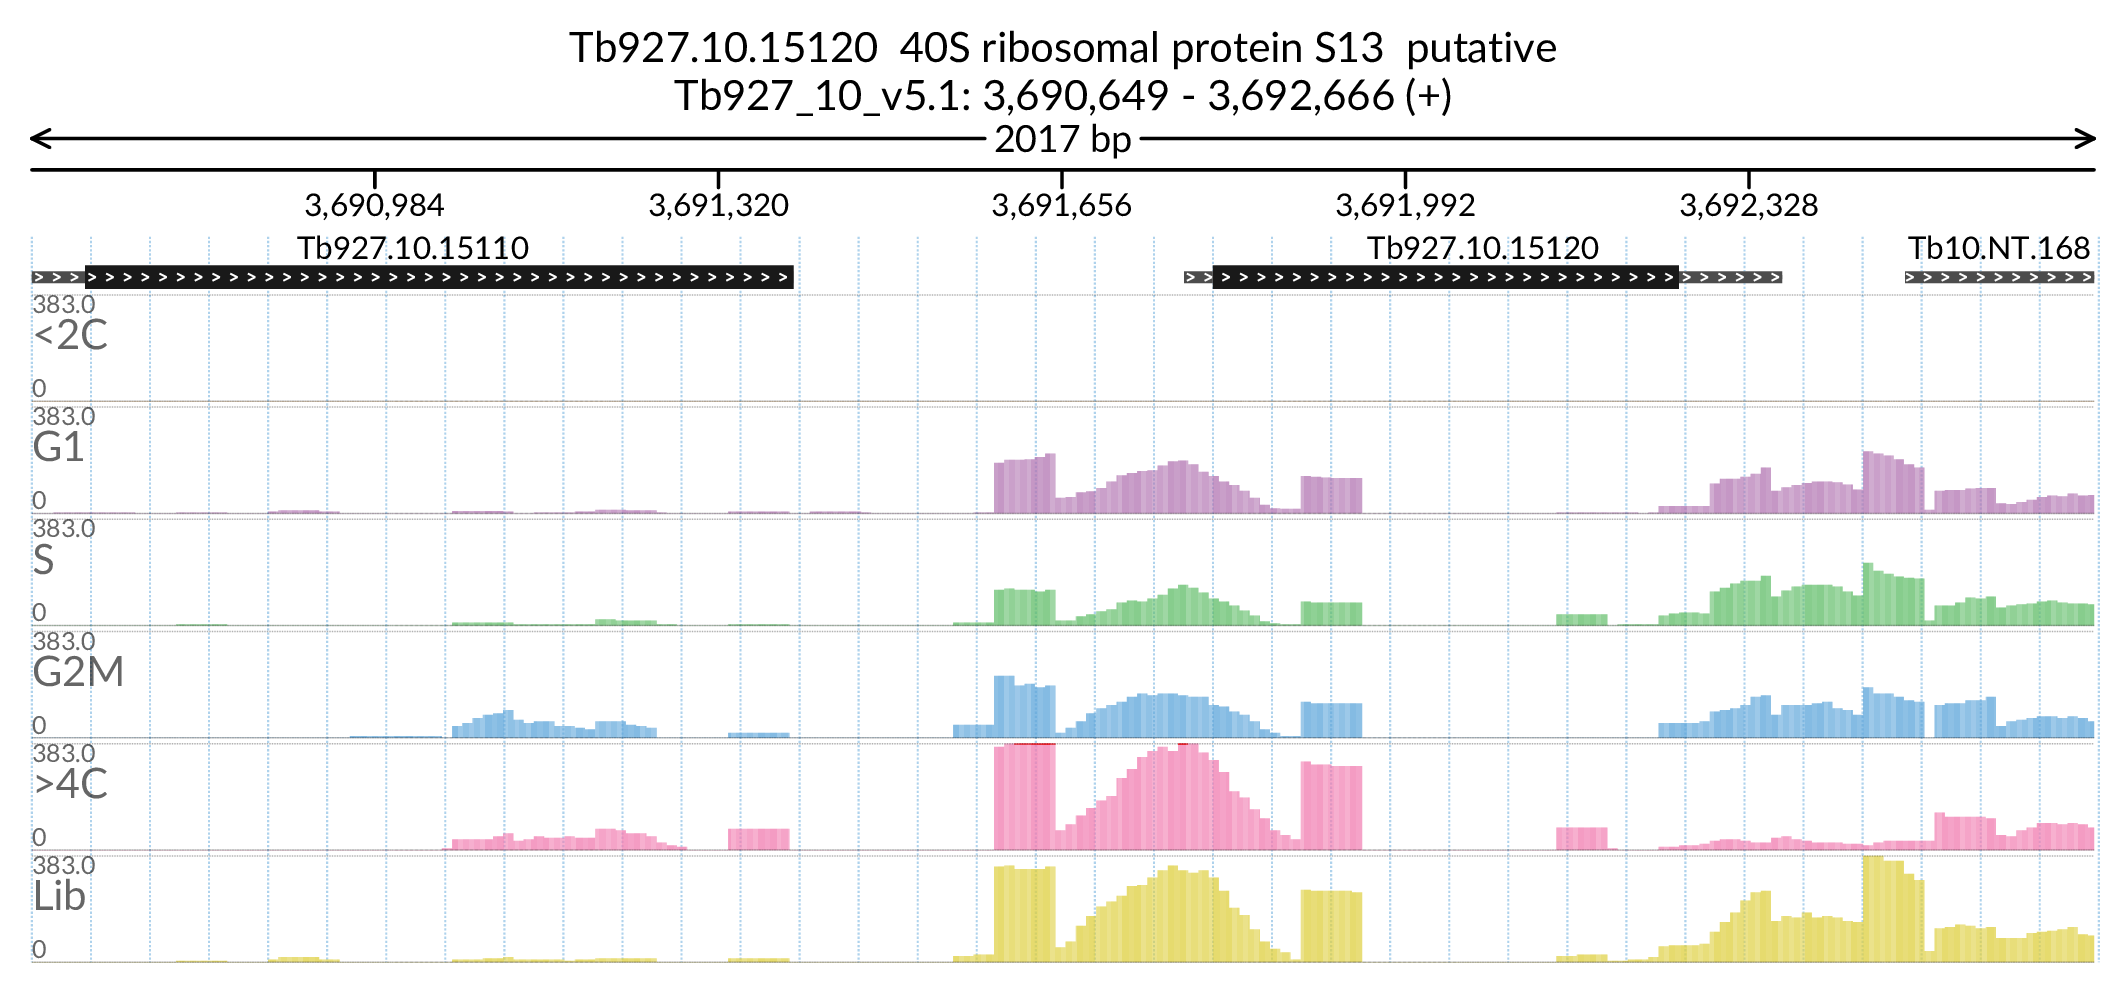 Tb927.10.15120  40S ribosomal protein S13  putative
Tb927_10_v5.1: 3,690,649 - 3,692,666 (+)
2017 bp
3,690,984 3,691,320 3,691,656 3,691,992 3,692,328
Tb927.10.15110 Tb927.10.15120 Tb10.NT.168
383.0
<2C
0
383.0
G1
0
383.0
S
0
383.0
G2M
0
383.0
>4C
0
383.0
Lib
0